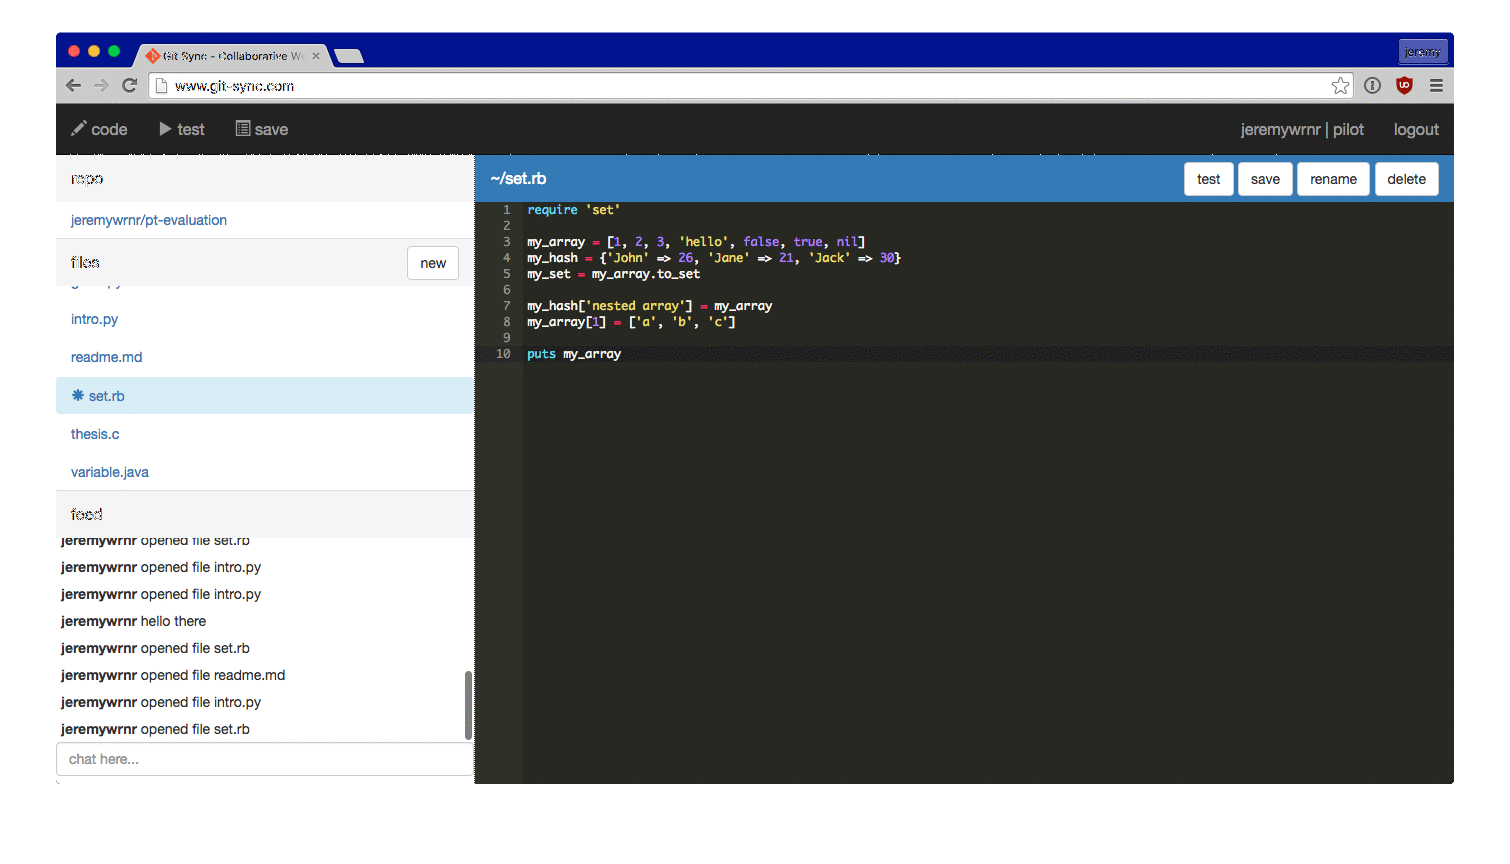 Git Sync - Collaborative We
jeremy
www.git-sync.com
code test save jeremywrnr | pilot logout
repo
jeremywrnr/pt-evaluation
files new
intro.py
readme.md
set.rb
thesis.c
variable.java
feed
jeremywrnr opened file set.rb
jeremywrnr opened file intro.py
jeremywrnr opened file intro.py
jeremywrnr hello there
jeremywrnr opened file set.rb
jeremywrnr opened file readme.md
jeremywrnr opened file intro.py
jeremywrnr opened file set.rb
chat here...
~/set.rb test save rename delete
1 require 'set'
2
3 my_array = [1, 2, 3, 'hello', false, true, nil]
4 my_hash = {'John' => 26, 'Jane' => 21, 'Jack' => 30}
5 my_set = my_array.to_set
6
7 my_hash['nested array'] = my_array
8 my_array[1] = ['a', 'b', 'c']
9
10 puts my_array